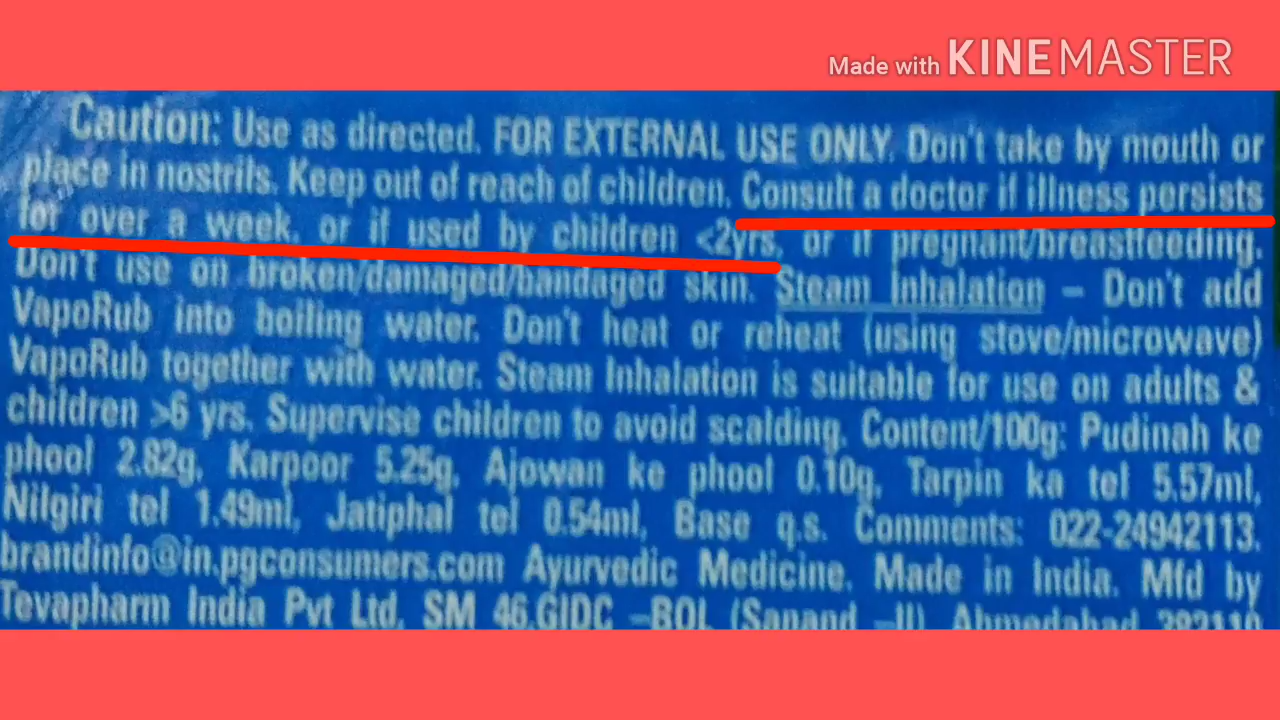 Made with KINEMASTER
Caution: Use as directed. FOR EXTERNAL USE ONLY. Don't take by mouth or
place in nostrils. Keep out of reach of children. Consult a doctor if illness persists
for over a week, or if used by children <2yrs, or if pregnant/breastfeeding.
Don't use on broken/damaged/bandaged skin. Steam Inhalation – Don't add
VapoRub into boiling water. Don't heat or reheat (using stove/microwave)
VapoRub together with water. Steam Inhalation is suitable for use on adults &
children >6 yrs. Supervise children to avoid scalding. Content/100g: Pudinah ke
phool 2.82g, Karpoor 5.25g, Ajowan ke phool 0.10g, Tarpin ka tel 5.57ml,
Nilgiri tel 1.49ml, Jatiphal tel 0.54ml, Base q.s. Comments: 022-24942113.
brandinfo@in.pgconsumers.com Ayurvedic Medicine. Made in India. Mfd by
Tevapharm India Pvt Ltd, SM 46,GIDC –BOL (Sanand –II) Ahmedabad 382110